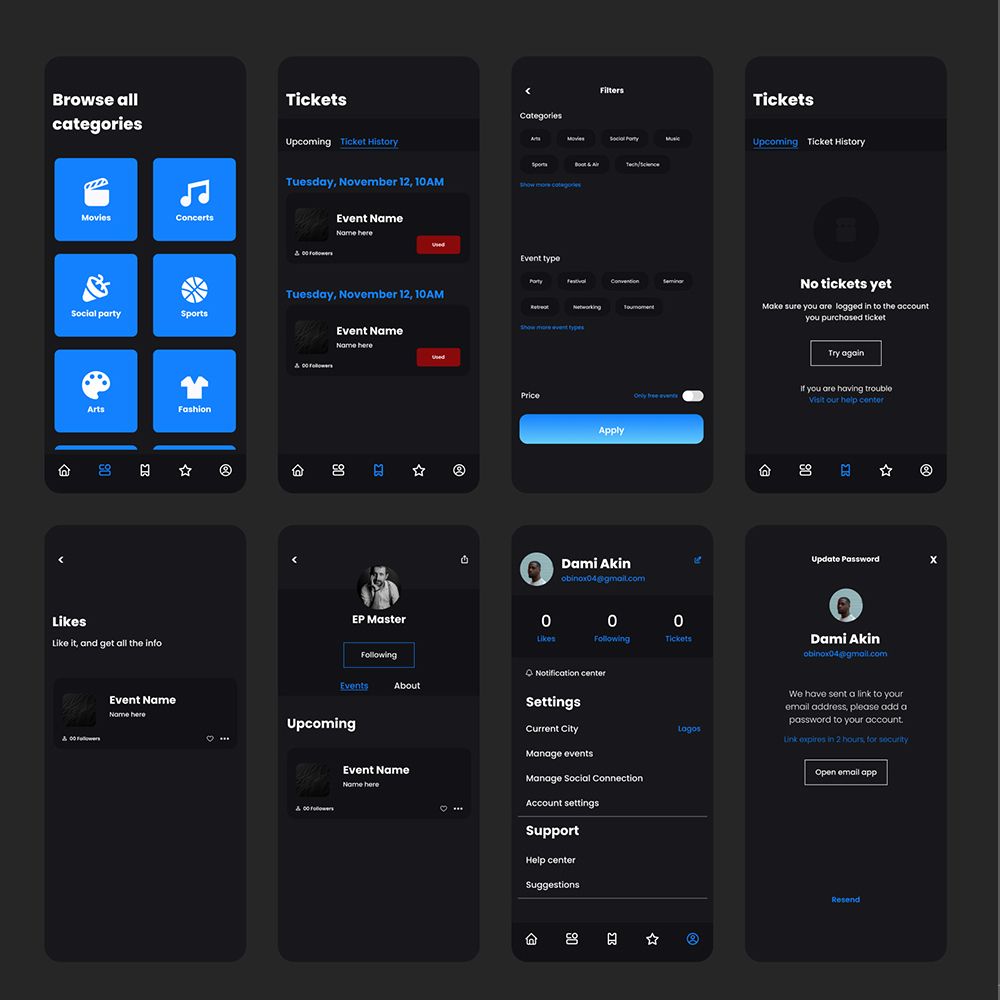 Browse all
categories
Movies
Concerts
Social party
Sports
Arts
Fashion
Tickets
Upcoming
Ticket History
Tuesday, November 12, 10AM
Event Name
Name here
00 Followers
Used
Tuesday, November 12, 10AM
Event Name
Name here
00 Followers
Used
Filters
Categories
Arts
Movies
Social Party
Music
Sports
Boat & Air
Tech/Science
Show more categories
Event type
Party
Festival
Convention
Seminar
Retreat
Networking
Tournament
Show more event types
Price
Only free events
Apply
Tickets
Upcoming
Ticket History
No tickets yet
Make sure you are logged in to the account
you purchased ticket
Try again
If you are having trouble
Visit our help center
Likes
Like it, and get all the info
Event Name
Name here
00 Followers
EP Master
Following
Events
About
Upcoming
Event Name
Name here
00 Followers
Dami Akin
obinox04@gmail.com
0
0
0
Likes
Following
Tickets
Notification center
Settings
Current City
Lagos
Manage events
Manage Social Connection
Account settings
Support
Help center
Suggestions
Update Password
X
Dami Akin
obinox04@gmail.com
We have sent a link to your
email address, please add a
password to your account.
Link expires in 2 hours, for security
Open email app
Resend